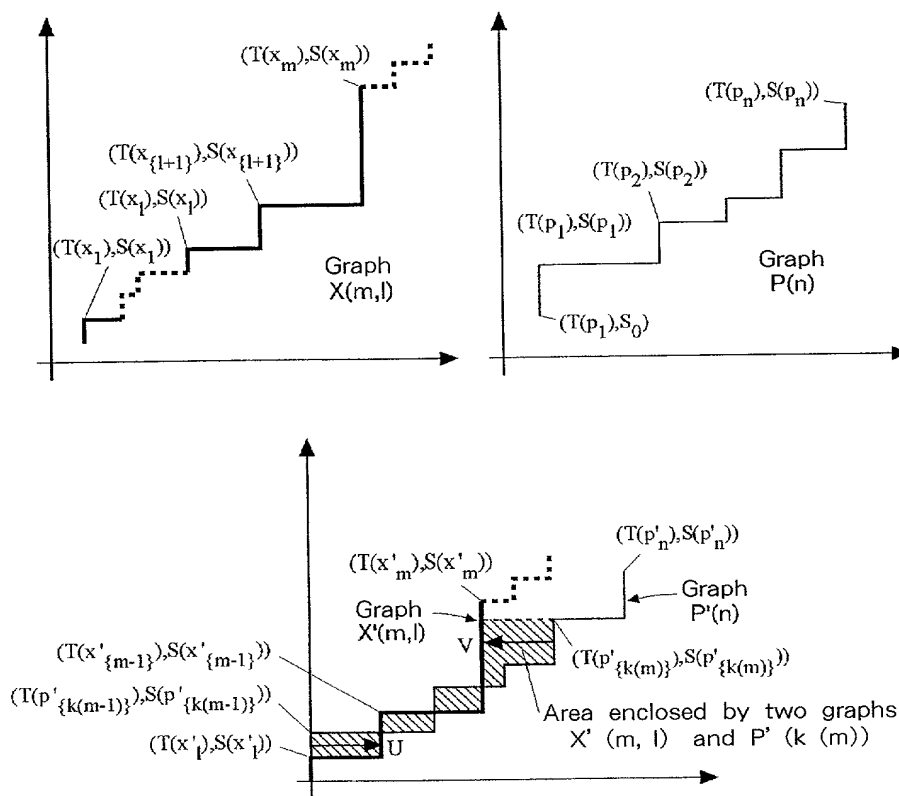 (T(x_m),S(x_m))
(T(x_{l+1}),S(x_{l+1}))
(T(x_l),S(x_l))
(T(x_1),S(x_1))
Graph
X(m,l)
(T(p_n),S(p_n))
(T(p_2),S(p_2))
(T(p_1),S(p_1))
Graph
P(n)
(T(p_1),S_0)
(T(p'_n),S(p'_n))
(T(x'_m),S(x'_m))
Graph
X'(m,l)
Graph
P'(n)
V
(T(x'_{m-1}),S(x'_{m-1}))
(T(p'_{k(m)}),S(p'_{k(m)}))
(T(p'_{k(m-1)}),S(p'_{k(m-1)}))
(T(x'_l),S(x'_l))
U
Area enclosed by two graphs
X' (m, l) and P' (k (m))